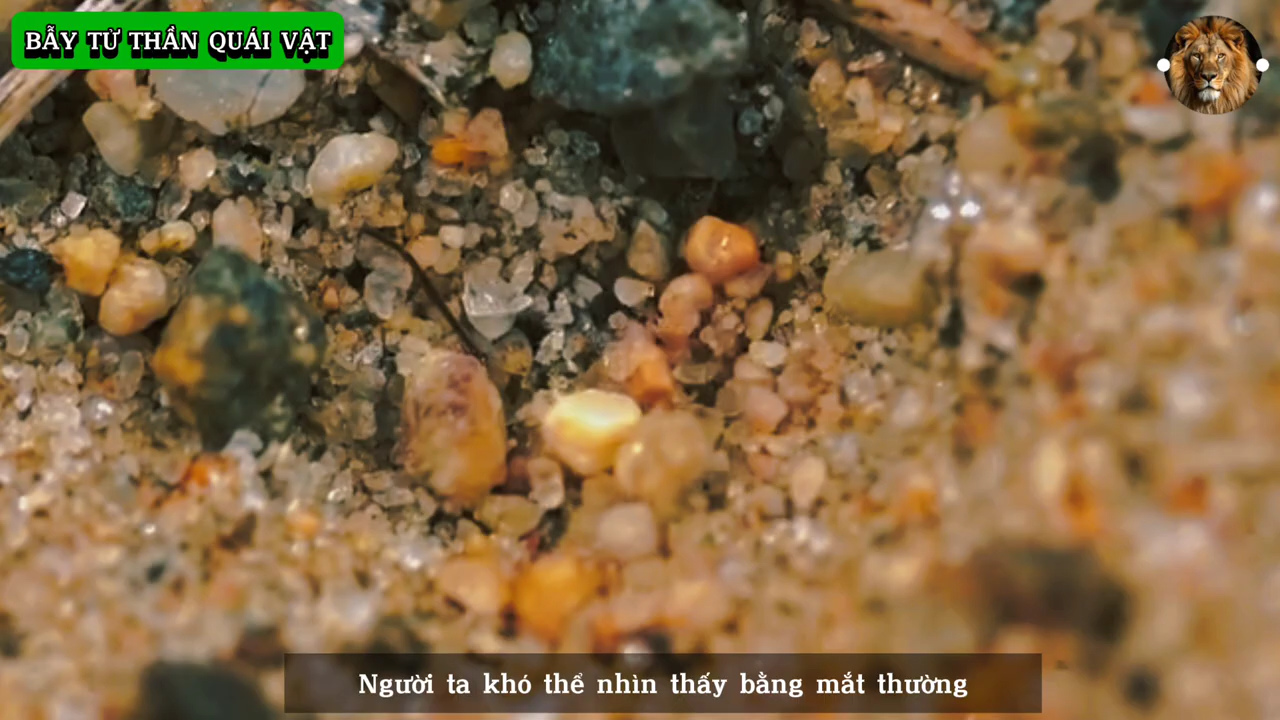 BẪY TỬ THẦN QUÁI VẬT
Người ta khó thể nhìn thấy bằng mắt thường